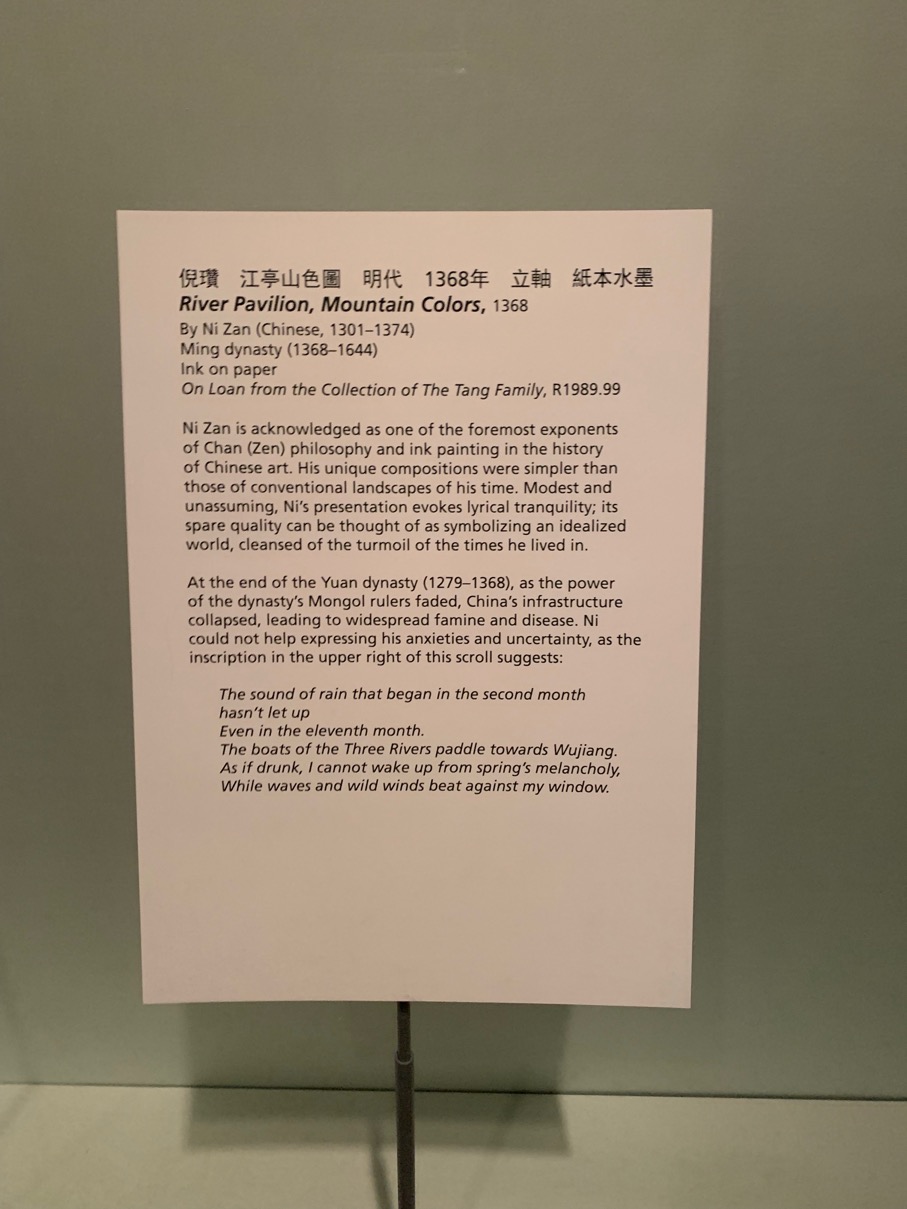 倪瓚 江亭山色圖 明代 1368年 立軸 紙本水墨
River Pavilion, Mountain Colors, 1368
By Ni Zan (Chinese, 1301–1374)
Ming dynasty (1368–1644)
Ink on paper
On Loan from the Collection of The Tang Family, R1989.99
Ni Zan is acknowledged as one of the foremost exponents
of Chan (Zen) philosophy and ink painting in the history
of Chinese art. His unique compositions were simpler than
those of conventional landscapes of his time. Modest and
unassuming, Ni's presentation evokes lyrical tranquility; its
spare quality can be thought of as symbolizing an idealized
world, cleansed of the turmoil of the times he lived in.
At the end of the Yuan dynasty (1279–1368), as the power
of the dynasty's Mongol rulers faded, China's infrastructure
collapsed, leading to widespread famine and disease. Ni
could not help expressing his anxieties and uncertainty, as the
inscription in the upper right of this scroll suggests:
The sound of rain that began in the second month
hasn't let up
Even in the eleventh month.
The boats of the Three Rivers paddle towards Wujiang.
As if drunk, I cannot wake up from spring's melancholy,
While waves and wild winds beat against my window.